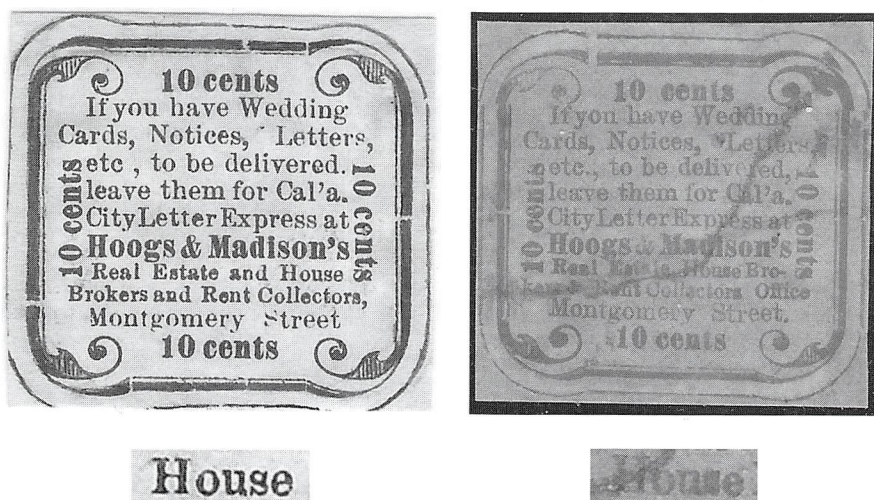 10 cents
If you have Wedding
Cards, Notices, Letters,
etc , to be delivered.
leave them for Cal'a.
City Letter Express at
Hoogs & Madison's
Real Estate and House
Brokers and Rent Collectors,
Montgomery Street
10 cents
10 cents
10 cents
House
10 cents
If you have Wedding
Cards, Notices, Letters,
etc., to be delivered,
leave them for Cal'a.
City Letter Express at
Hoogs & Madison's
Real Estate, House Bro-
kers & Rent Collectors Office
Montgomery Street.
10 cents
10 cents
10 cents
House